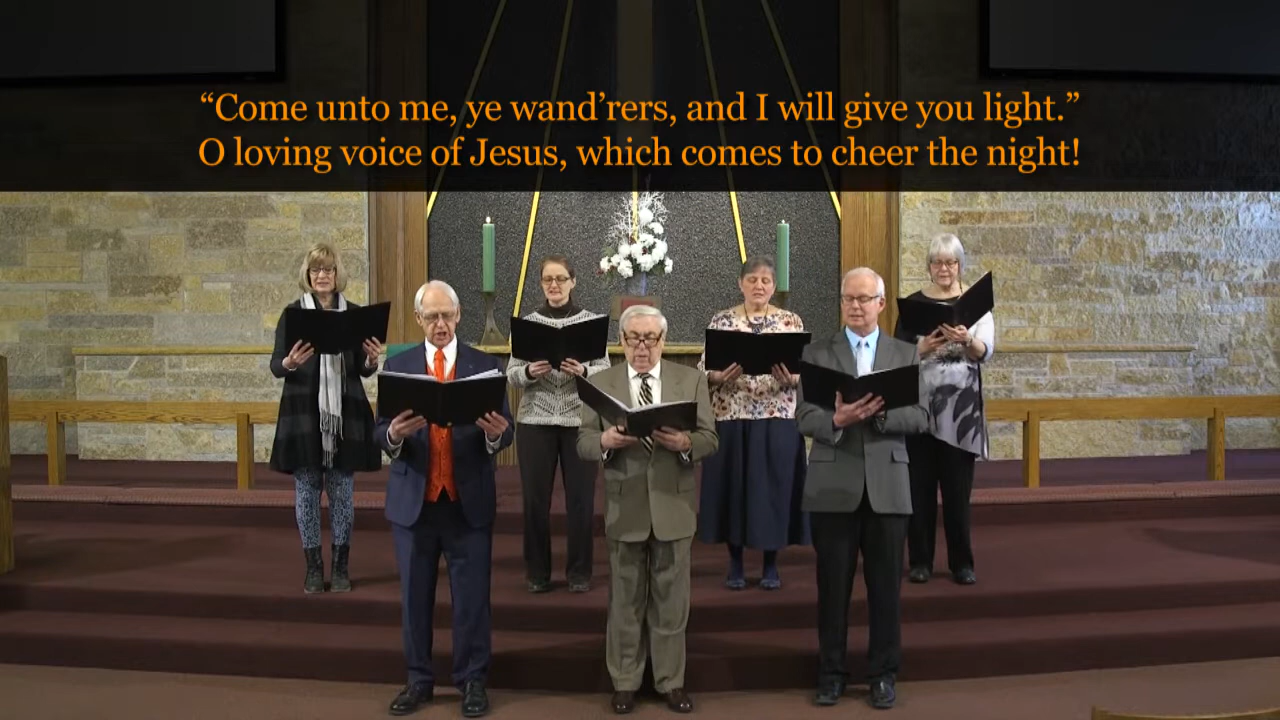 “Come unto me, ye wand’rers, and I will give you light.”
O loving voice of Jesus, which comes to cheer the night!